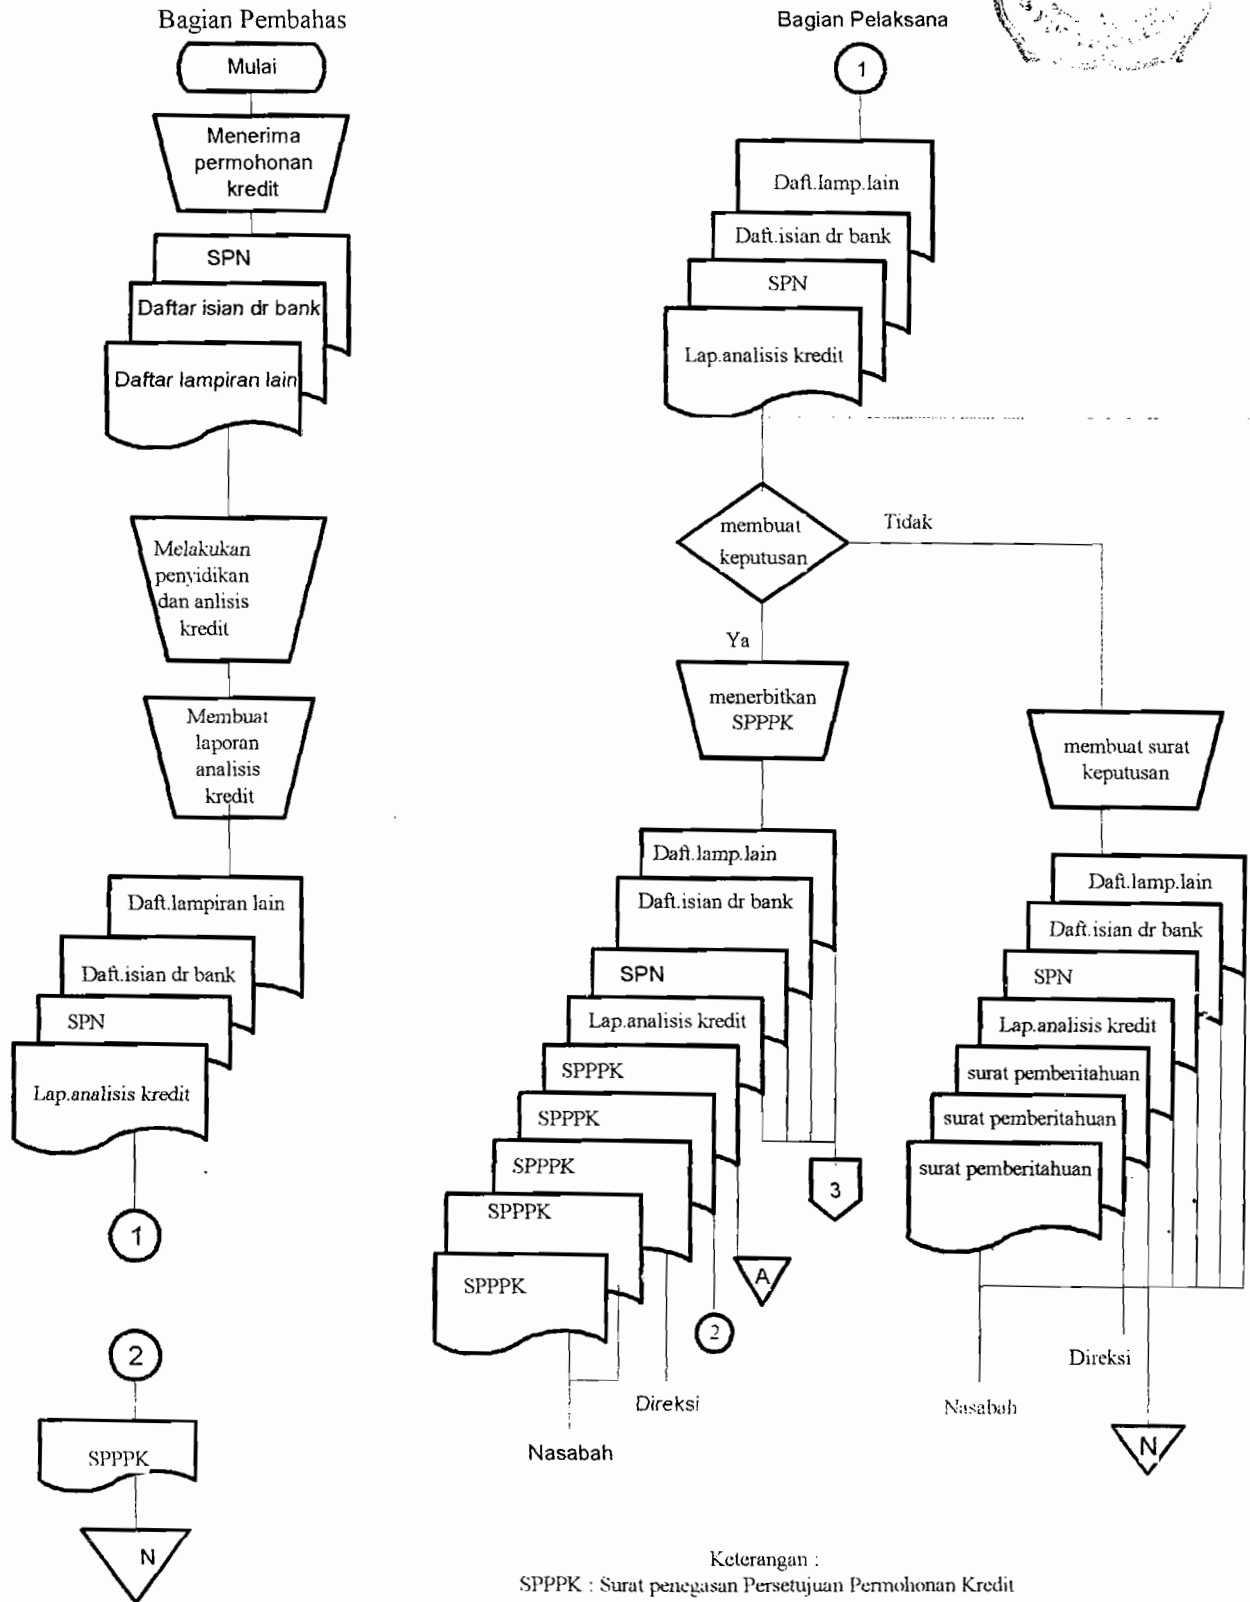 Bagian Pembahas
Mulai
Menerima
permohonan
kredit
SPN
Daftar isian dr bank
Daftar lampiran lain
Melakukan
penyidikan
dan anlisis
kredit
Membuat
laporan
analisis
kredit
Daft.lampiran lain
Daft.isian dr bank
SPN
Lap.analisis kredit
1
2
SPPPK
N
Bagian Pelaksana
1
Daft.lamp.lain
Daft.isian dr bank
SPN
Lap.analisis kredit
membuat
keputusan
Tidak
Ya
menerbitkan
SPPPK
Daft.lamp.lain
Daft.isian dr bank
SPN
Lap.analisis kredit
SPPPK
SPPPK
SPPPK
SPPPK
SPPPK
3
A
2
Direksi
Nasabah
membuat surat
keputusan
Daft.lamp.lain
Daft.isian dr bank
SPN
Lap.analisis kredit
surat pemberitahuan
surat pemberitahuan
surat pemberitahuan
Direksi
Nasabah
N
Keterangan :
SPPPK : Surat penegasan Persetujuan Permohonan Kredit